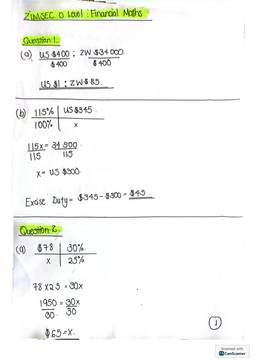 ZIMSEC O Level : Financial Maths
Question 1.
(a) US $400 : ZW $34 000
$400 $400
US $1 : ZW $ 85.
(b) 115% | US $345
100% | x
115x = 34 500
115 115
x = US $300
Excise Duty = $345 - $300 = $45
Question 2.
(a) $78 | 30%
x | 25%
78 x 25 = 30x
1950 = 30x
30 30
$65 = x.
1
CamScanner